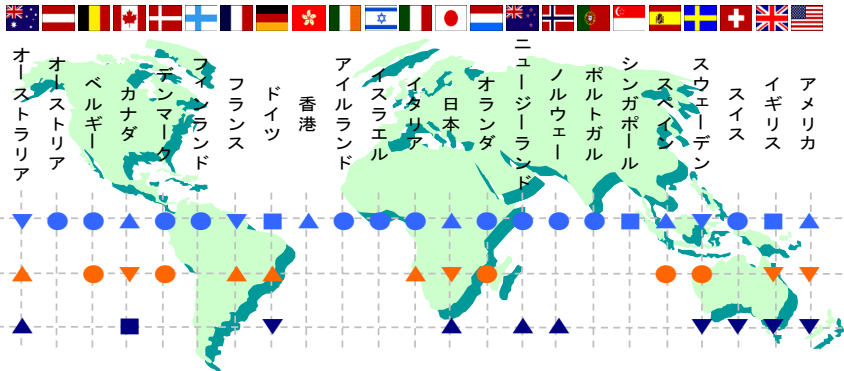 オーストラリア
オーストリア
ベルギー
カナダ
デンマーク
フィンランド
フランス
ドイツ
香港
アイルランド
イスラエル
イタリア
日本
オランダ
ニュージーランド
ノルウェー
ポルトガル
シンガポール
スペイン
スウェーデン
スイス
イギリス
アメリカ